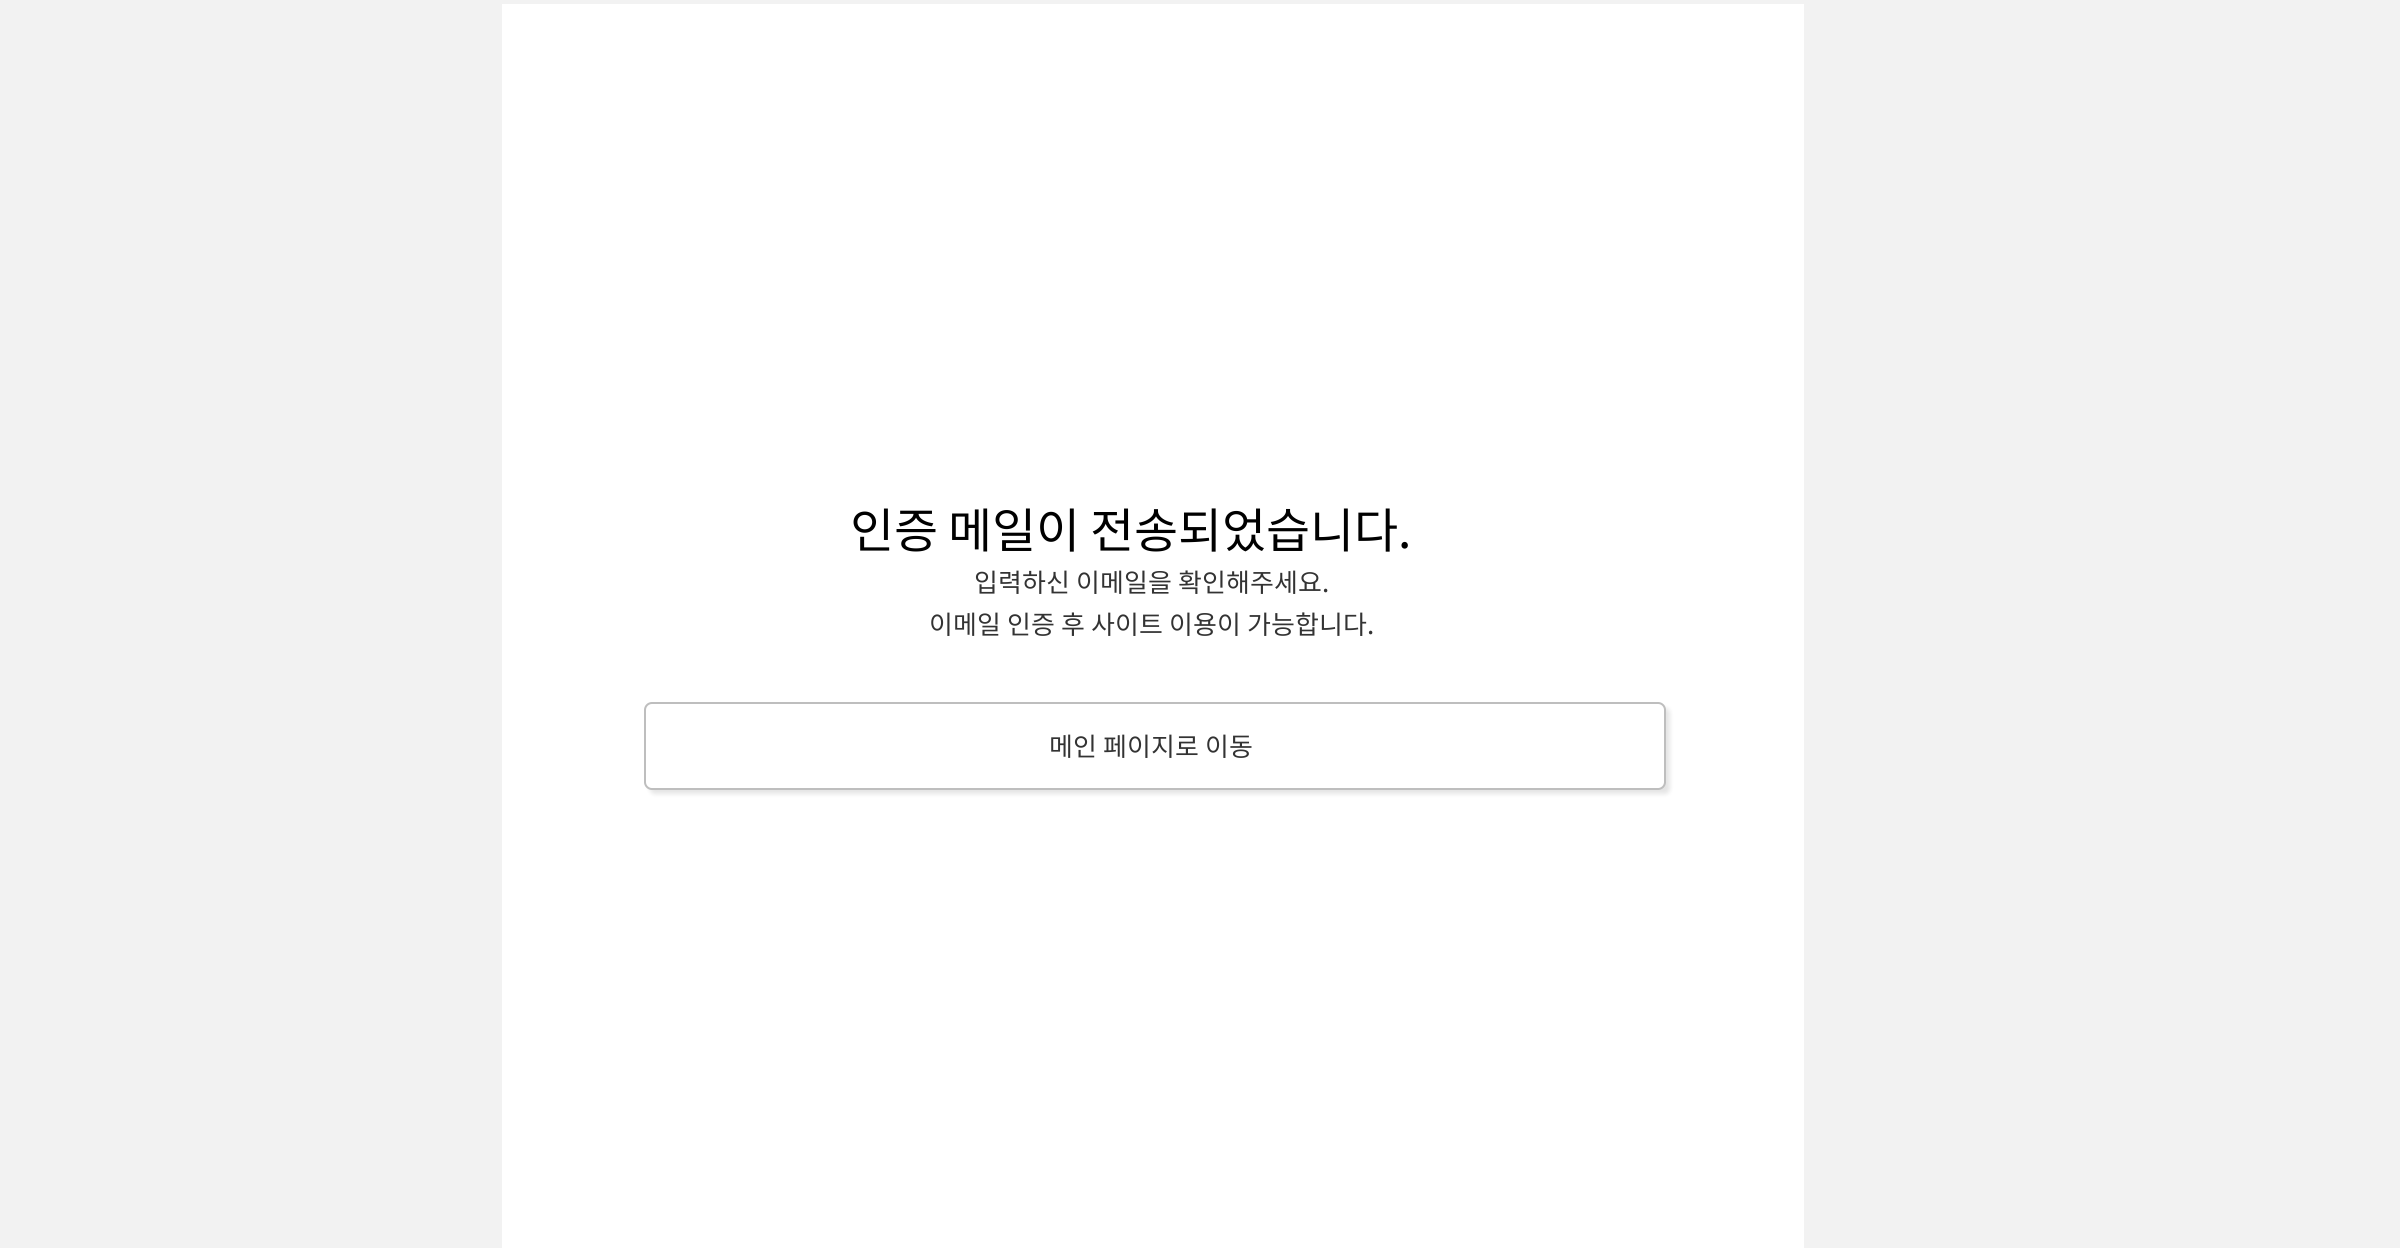 인증 메일이 전송되었습니다.
입력하신 이메일을 확인해주세요.
이메일 인증 후 사이트 이용이 가능합니다.
메인 페이지로 이동